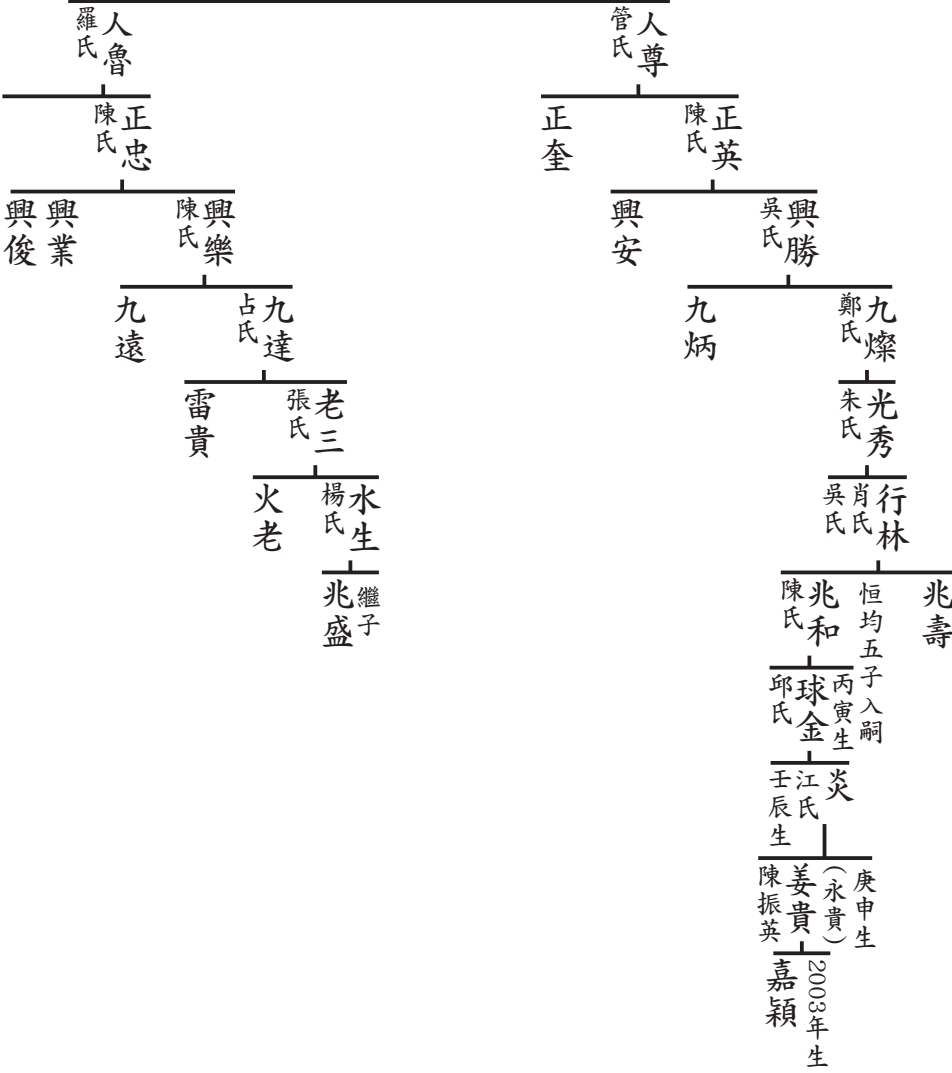 人尊
管氏
人魯
羅氏
正英
陳氏
正奎
正忠
陳氏
興勝
吳氏
興安
興樂
陳氏
興業
興俊
九燦
鄭氏
九炳
九達
占氏
九遠
光秀
朱氏
老三
張氏
雷貴
行林
肖氏
吳氏
水生
楊氏
火老
兆壽
恒均五子入嗣
兆和
陳氏
繼子
兆盛
丙寅生
球金
邱氏
炎
江氏
壬辰生
庚申生
(永貴)
姜貴
陳振英
2003年生
嘉穎